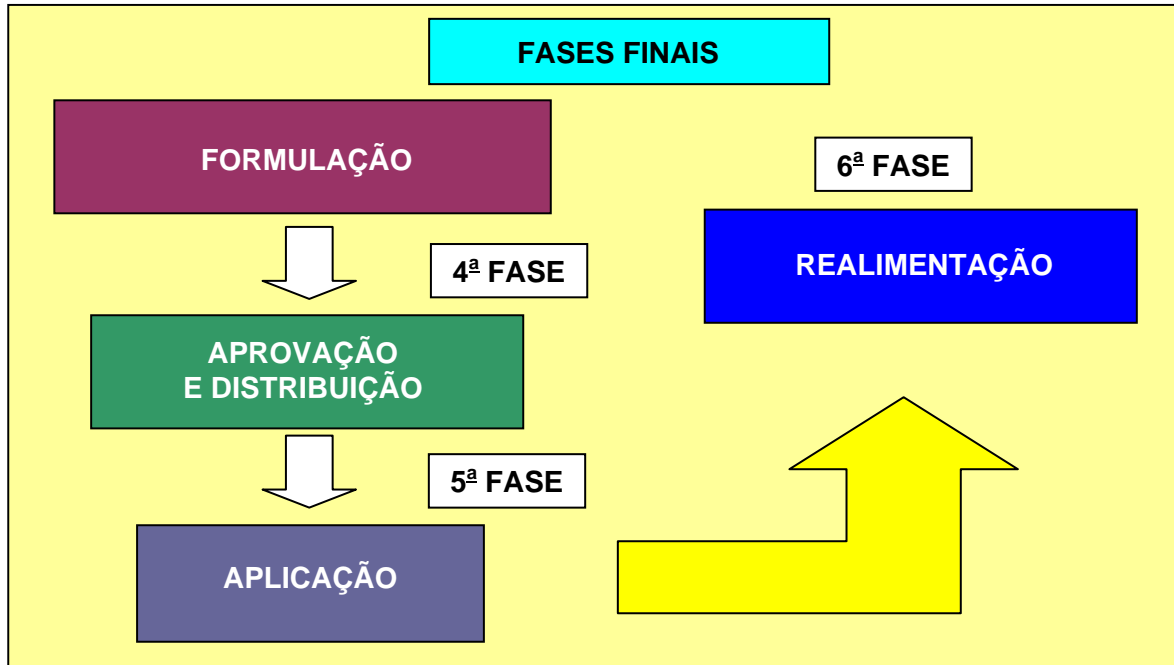 FASES FINAIS
FORMULAÇÃO
4ª FASE
APROVAÇÃO
E DISTRIBUIÇÃO
5ª FASE
APLICAÇÃO
6ª FASE
REALIMENTAÇÃO